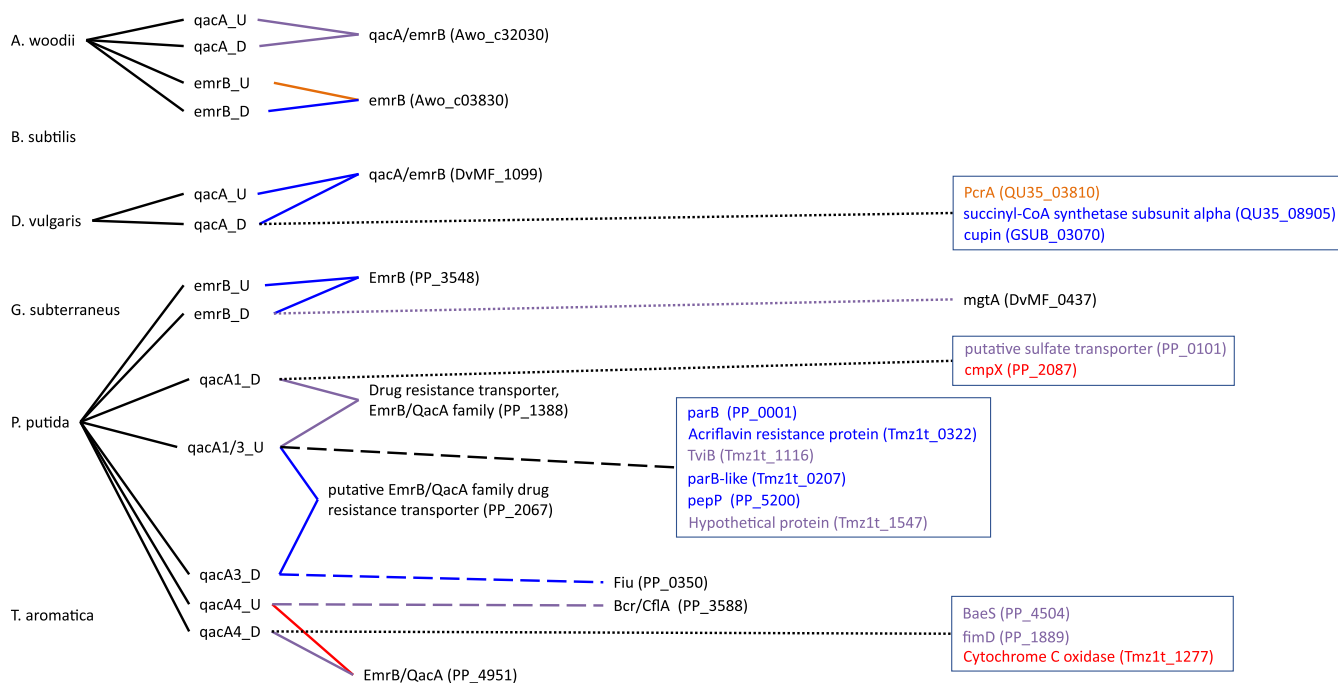 qacA_U
A. woodii
qacA_D
qacA/emrB (Awo_c32030)
emrB_U
emrB_D
emrB (Awo_c03830)
B. subtilis
qacA/emrB (DvMF_1099)
qacA_U
D. vulgaris
qacA_D
PcrA (QU35_03810)
succinyl-CoA synthetase subsunit alpha (QU35_08905)
cupin (GSUB_03070)
EmrB (PP_3548)
emrB_U
G. subterraneus
emrB_D
mgtA (DvMF_0437)
putative sulfate transporter (PP_0101)
cmpX (PP_2087)
qacA1_D
Drug resistance transporter,
EmrB/QacA family (PP_1388)
P. putida
qacA1/3_U
parB (PP_0001)
Acriflavin resistance protein (Tmz1t_0322)
TviB (Tmz1t_1116)
parB-like (Tmz1t_0207)
pepP (PP_5200)
Hypothetical protein (Tmz1t_1547)
putative EmrB/QacA family drug
resistance transporter (PP_2067)
qacA3_D
Fiu (PP_0350)
qacA4_U
Bcr/CflA (PP_3588)
T. aromatica
qacA4_D
BaeS (PP_4504)
fimD (PP_1889)
Cytochrome C oxidase (Tmz1t_1277)
EmrB/QacA (PP_4951)